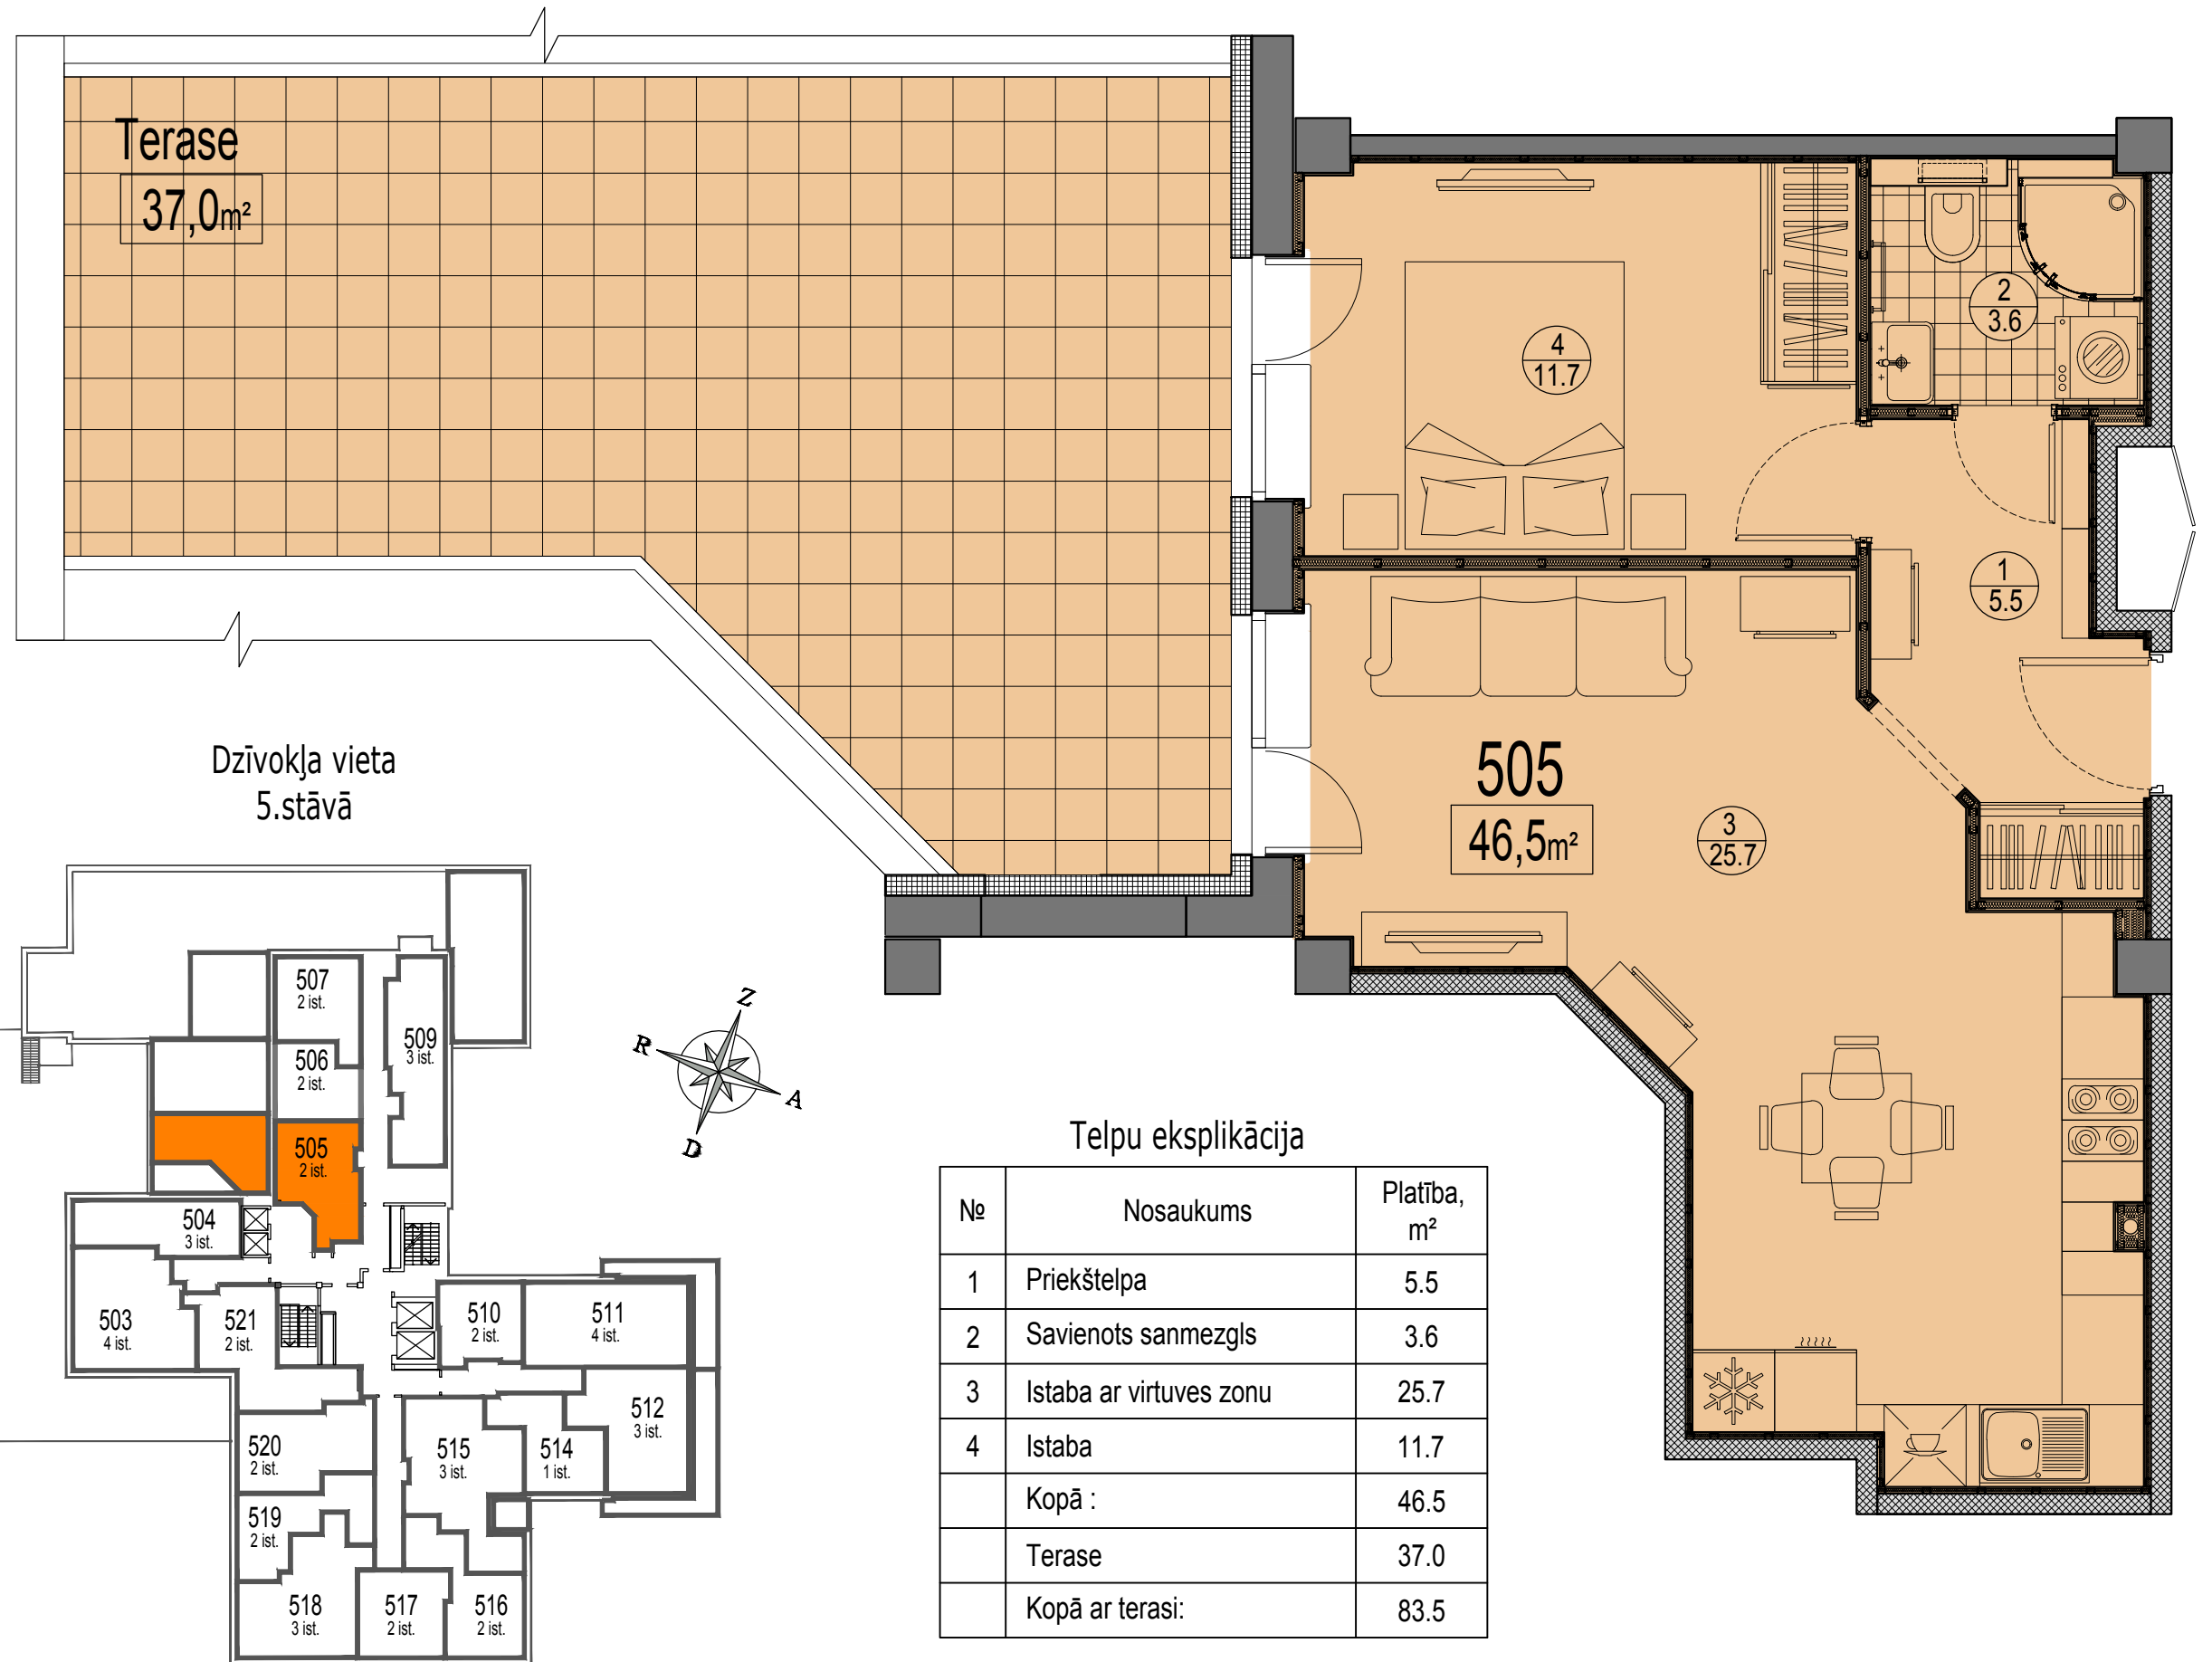 Terase
37,0m²
4
11.7
2
3.6
1
5.5
505
46,5m²
3
25.7
Dzīvokļa vieta
5.stāvā
507
2 ist.
506
2 ist.
509
3 ist.
505
2 ist.
504
3 ist.
503
4 ist.
521
2 ist.
510
2 ist.
511
4 ist.
512
3 ist.
520
2 ist.
515
3 ist.
514
1 ist.
519
2 ist.
518
3 ist.
517
2 ist.
516
2 ist.
Z
R
A
D
Telpu eksplikācija
№ Nosaukums Platība, m²
1 Priekštelpa 5.5
2 Savienots sanmezgls 3.6
3 Istaba ar virtuves zonu 25.7
4 Istaba 11.7
Kopā : 46.5
Terase 37.0
Kopā ar terasi: 83.5